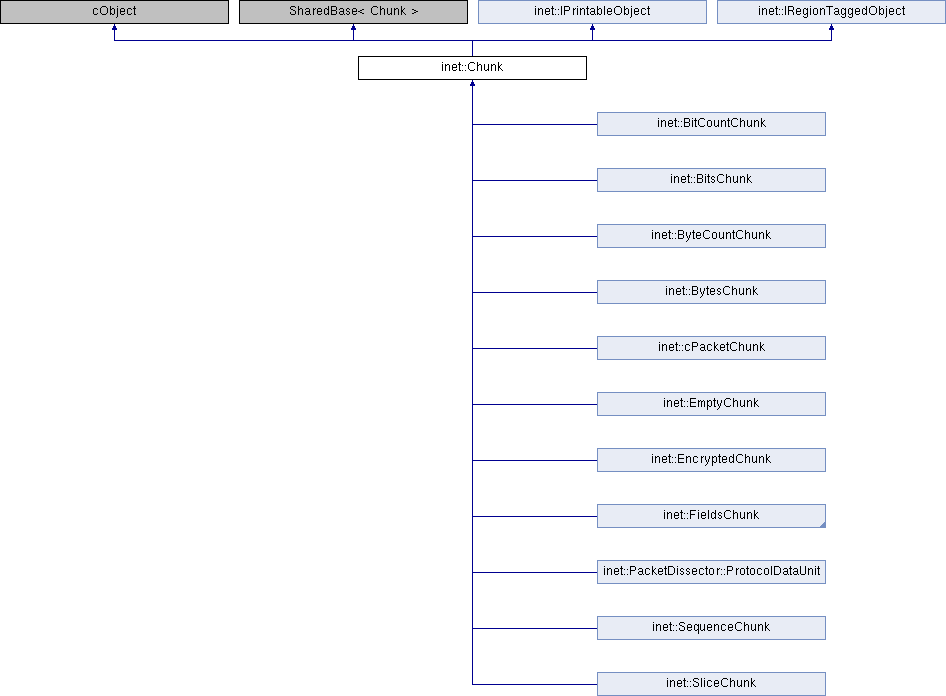 cObject
SharedBase< Chunk >
inet::IPrintableObject
inet::IRegionTaggedObject
inet::Chunk
inet::BitCountChunk
inet::BitsChunk
inet::ByteCountChunk
inet::BytesChunk
inet::cPacketChunk
inet::EmptyChunk
inet::EncryptedChunk
inet::FieldsChunk
inet::PacketDissector::ProtocolDataUnit
inet::SequenceChunk
inet::SliceChunk